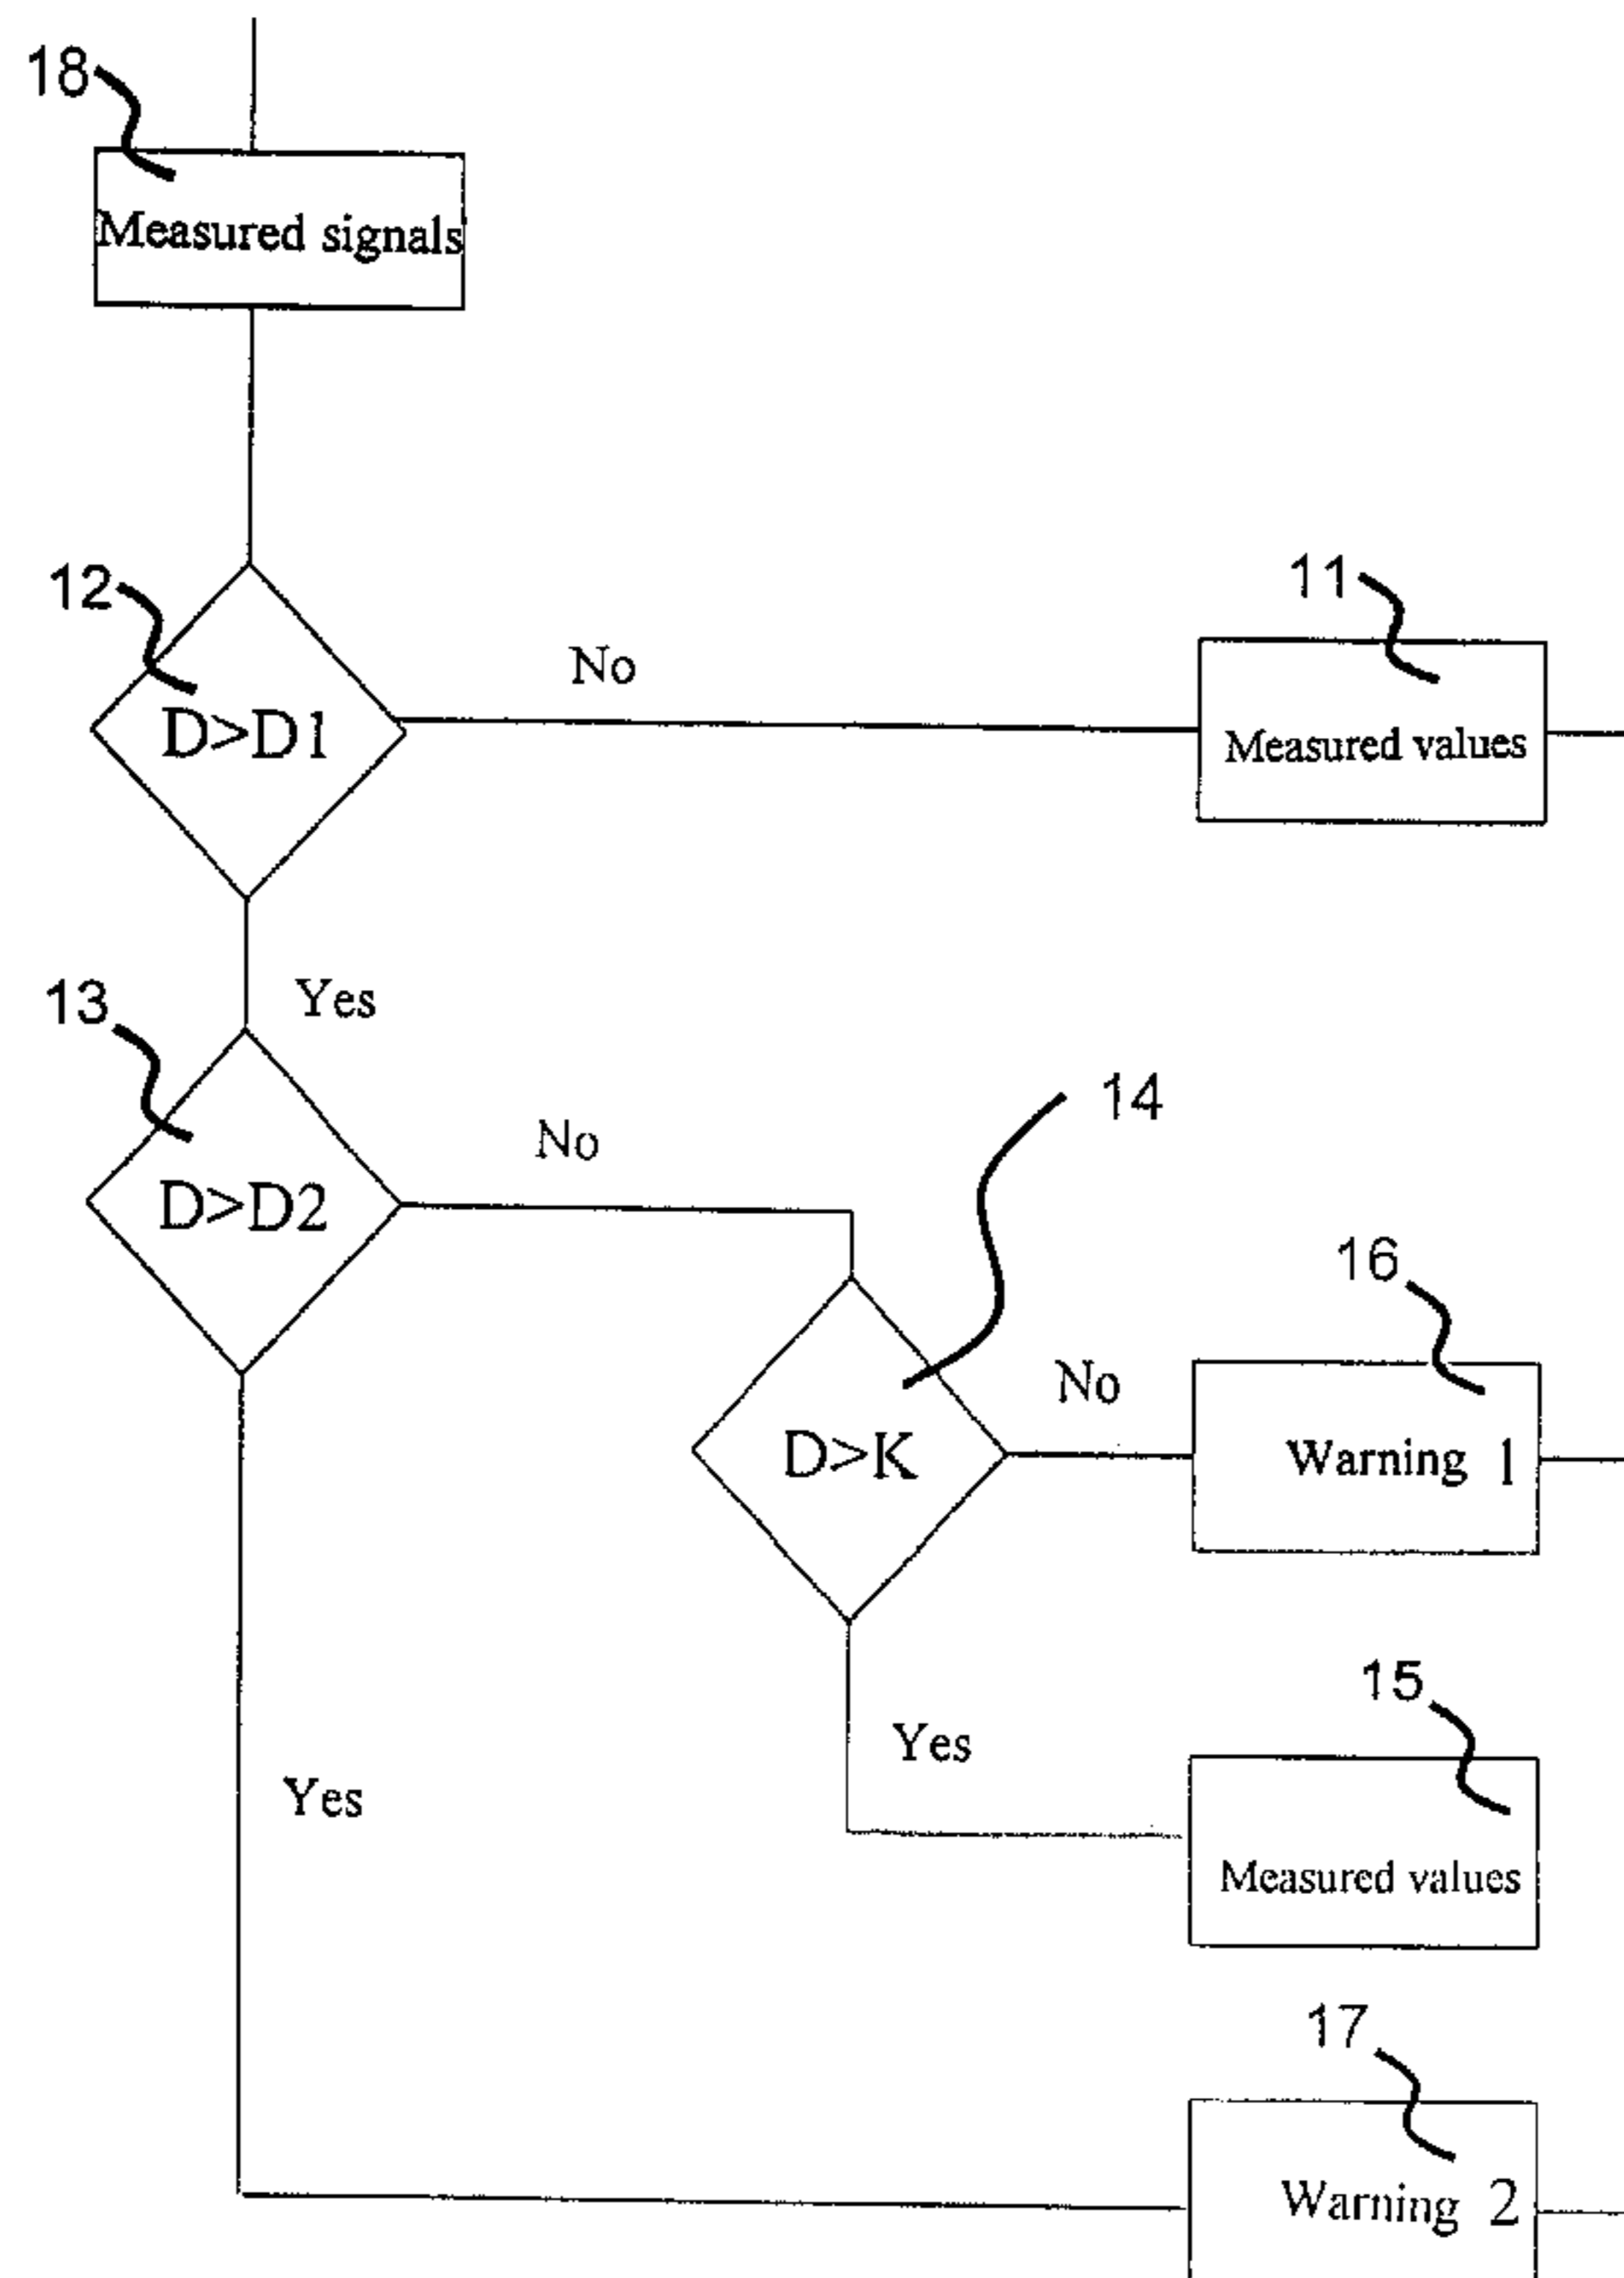 18
Measured signals
12
11
No
D>D1
Measured values
Yes
13
14
No
D>D2
16
No
D>K
Warning 1
15
Yes
Yes
Measured values
17
Warning 2